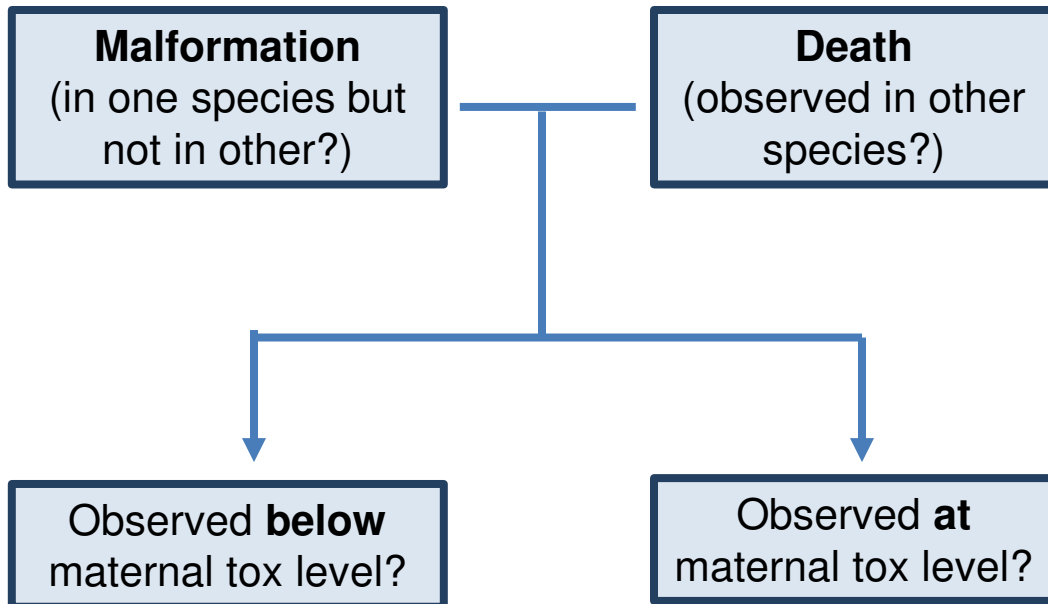 Malformation
(in one species but
not in other?)
Death
(observed in other
species?)
Observed below
maternal tox level?
Observed at
maternal tox level?